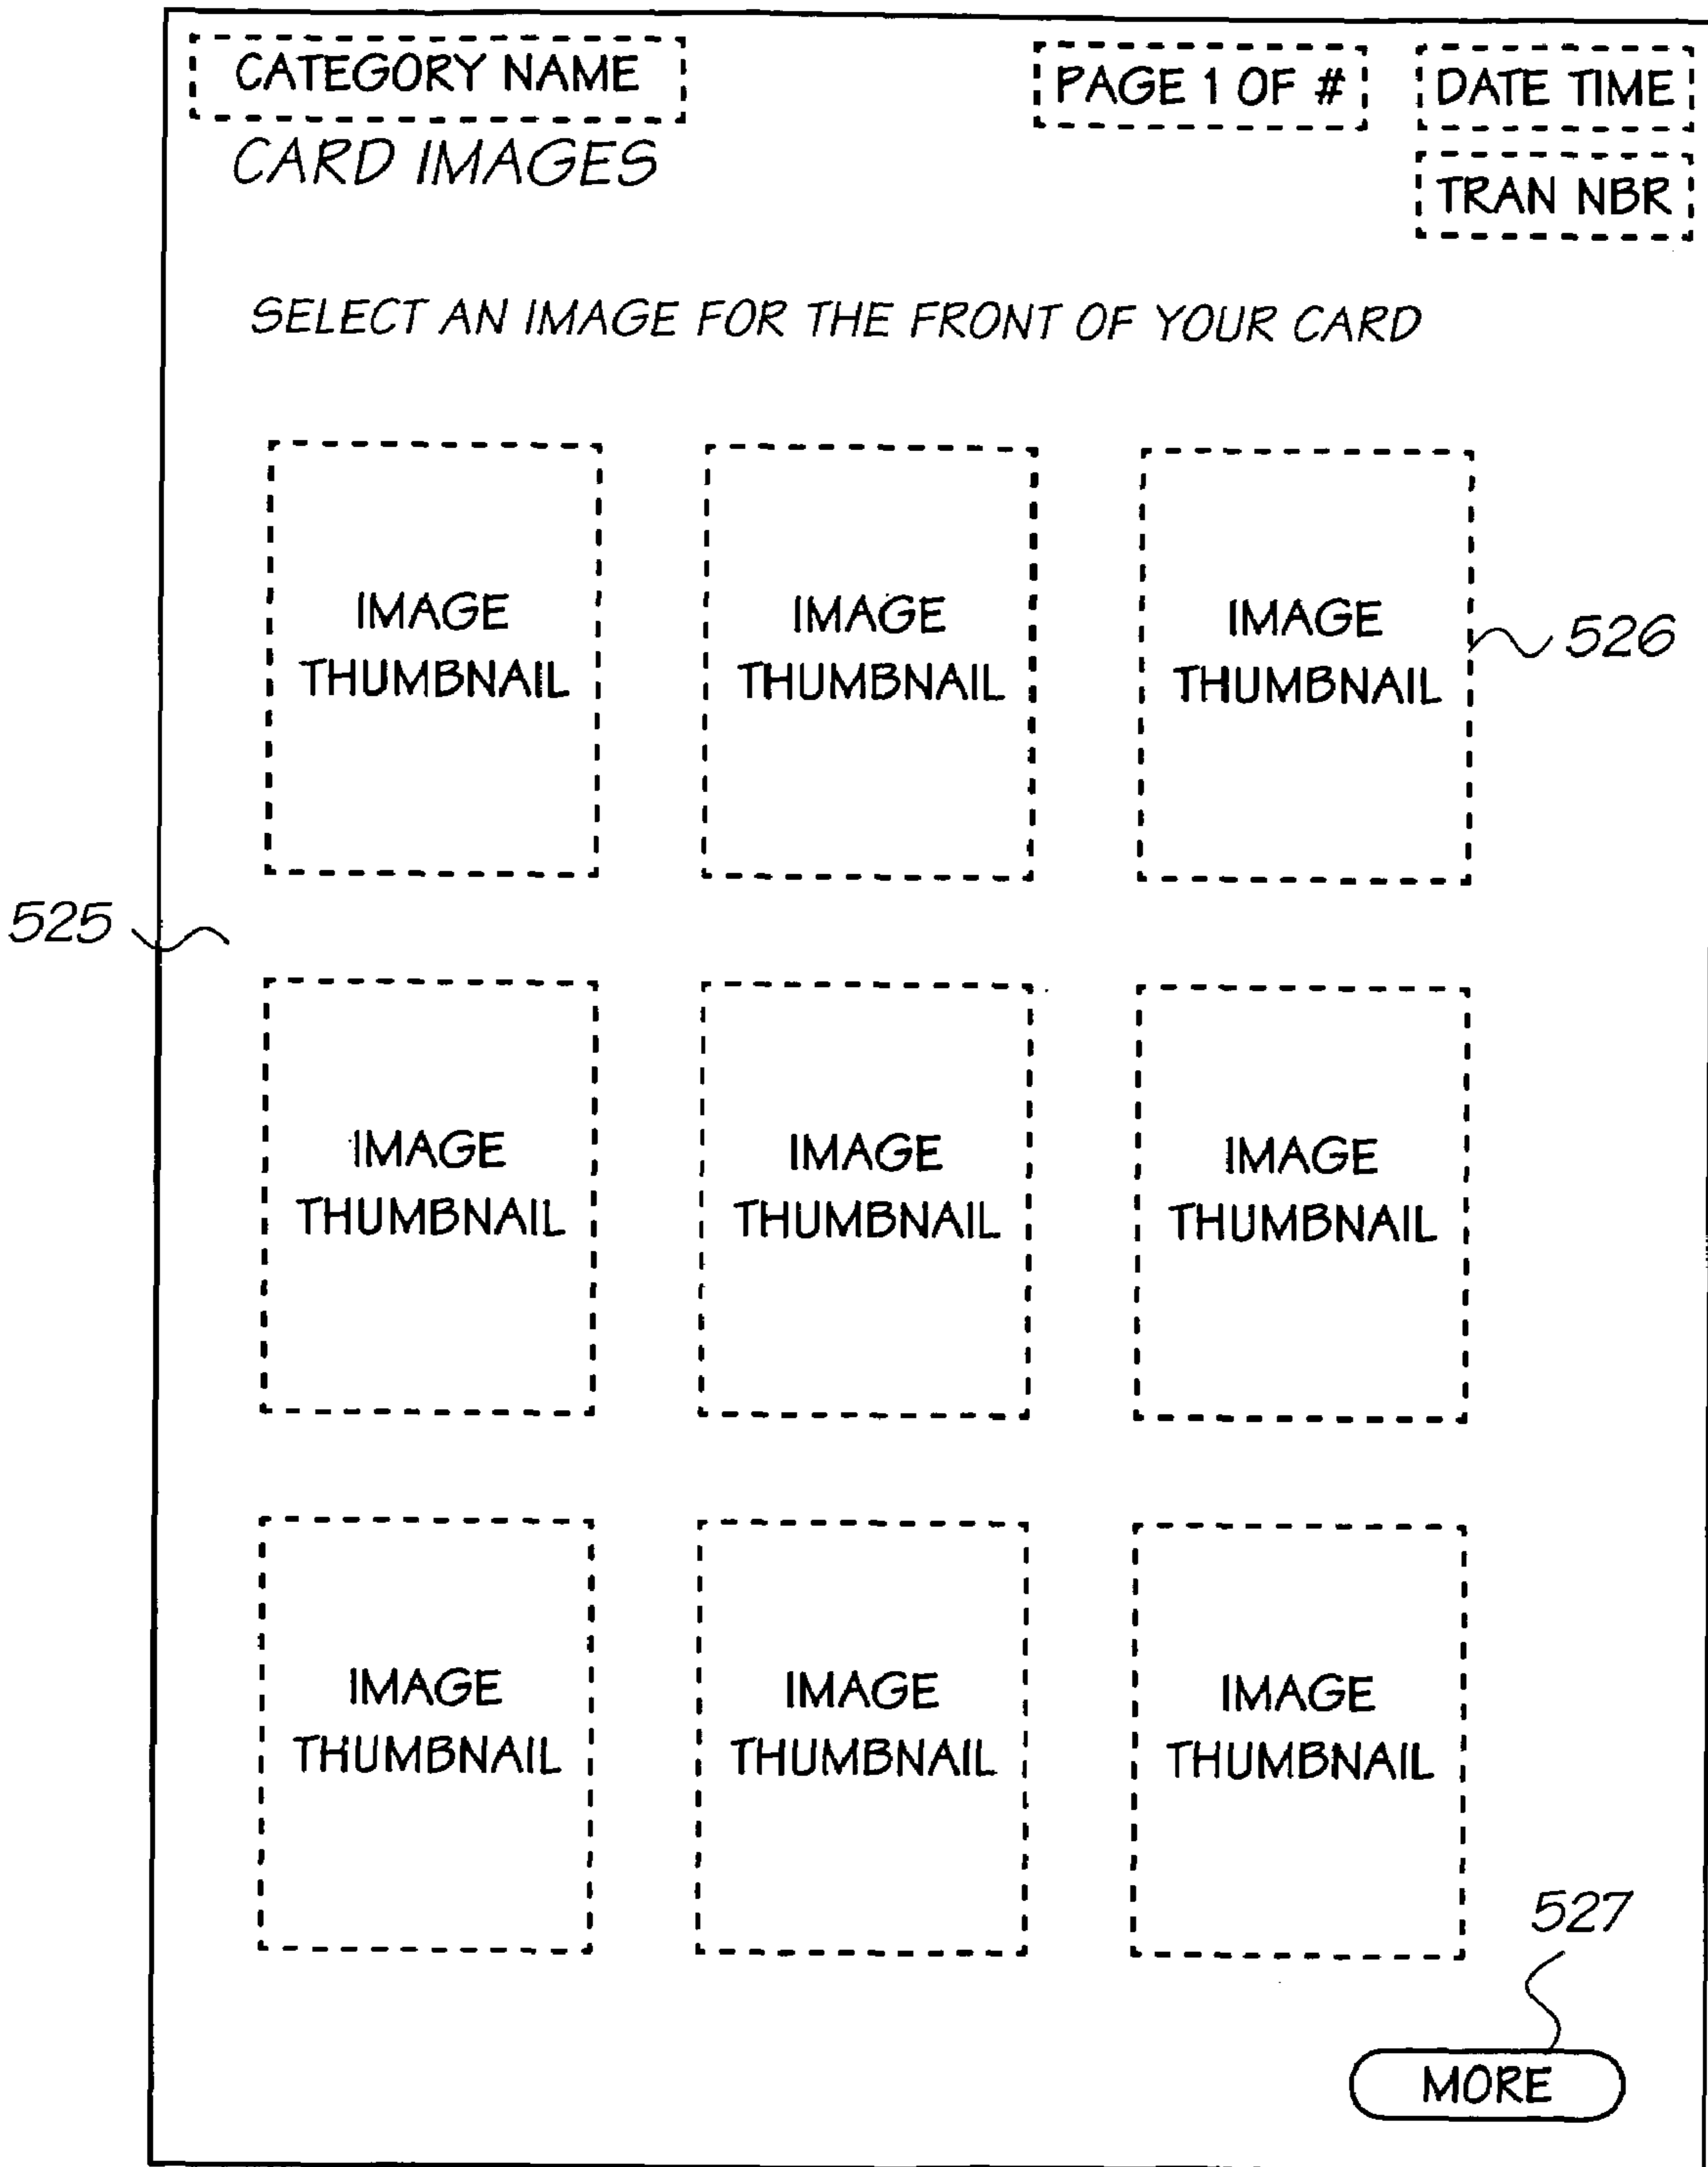 CATEGORY NAME
PAGE 1 OF #
DATE TIME
CARD IMAGES
TRAN NBR
SELECT AN IMAGE FOR THE FRONT OF YOUR CARD
IMAGE
THUMBNAIL
IMAGE
THUMBNAIL
IMAGE
THUMBNAIL
526
525
IMAGE
THUMBNAIL
IMAGE
THUMBNAIL
IMAGE
THUMBNAIL
IMAGE
THUMBNAIL
IMAGE
THUMBNAIL
IMAGE
THUMBNAIL
527
MORE